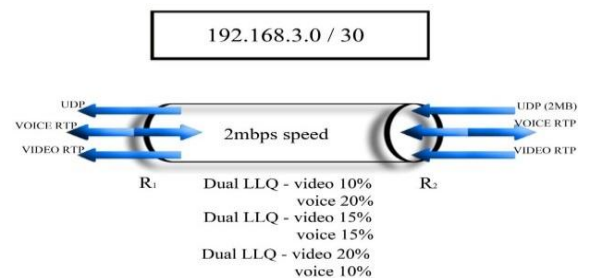 192.168.3.0 / 30
UDP
VOICE RTP
VIDEO RTP
2mbps speed
UDP (2MB)
VOICE RTP
VIDEO RTP
R1
R2
Dual LLQ - video 10%
voice 20%
Dual LLQ - video 15%
voice 15%
Dual LLQ - video 20%
voice 10%